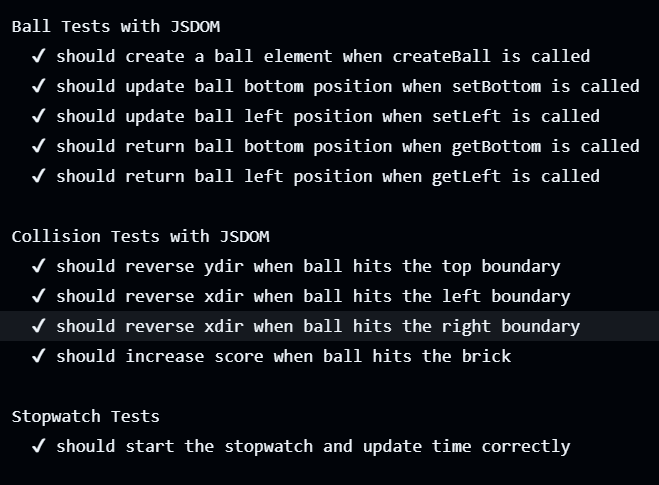 Ball Tests with JSDOM
✓ should create a ball element when createBall is called
✓ should update ball bottom position when setBottom is called
✓ should update ball left position when setLeft is called
✓ should return ball bottom position when getBottom is called
✓ should return ball left position when getLeft is called
Collision Tests with JSDOM
✓ should reverse ydir when ball hits the top boundary
✓ should reverse xdir when ball hits the left boundary
✓ should reverse xdir when ball hits the right boundary
✓ should increase score when ball hits the brick
Stopwatch Tests
✓ should start the stopwatch and update time correctly